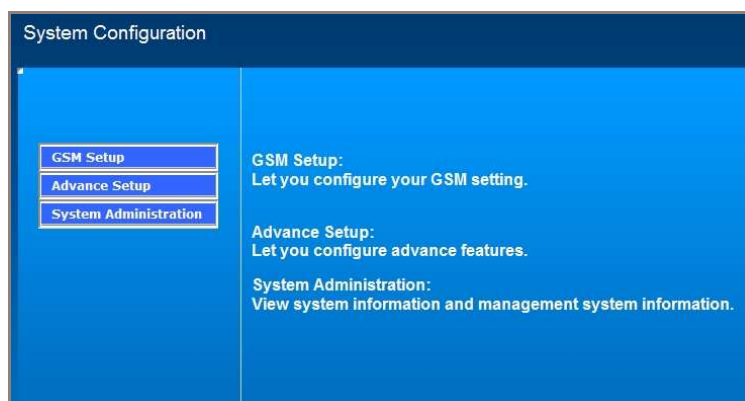 System Configuration
GSM Setup
Advance Setup
System Administration
GSM Setup:
Let you configure your GSM setting.
Advance Setup:
Let you configure advance features.
System Administration:
View system information and management system information.